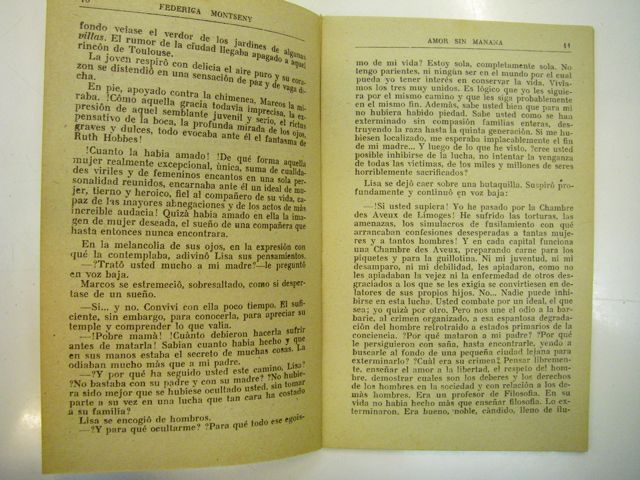 10
FEDERICA MONTSENY
fondo veíase el verdor de los jardines de algunas
villas. El rumor de la ciudad llegaba apagado a aquel
rincón de Toulouse.
La joven respiró con delicia el aire puro y su cora-
zón se distendió en una sensación de paz y de vaga di-
cha.
En pie, apoyado contra la chimenea, Marcos la mi-
raba. !Cómo aquella gracia todavía imprecisa, la ex-
presión de aquel semblante juvenil y serio, el rictus
pensativo de la boca, la profunda mirada de los ojos,
graves y dulces, todo evocaba ante él el fantasma de
Ruth Hobbes!
!Cuanto la había amado! !De qué forma aquella
mujer realmente excepcional, única, suma de cualida-
des viriles y de femeninos encantos en una sola per-
sonalidad reunidos, encarnaba ante él un ideal de mu-
jer, tierno y heroico, fiel al compañero de su vida, ca-
paz de las mayores abnegaciones y de los actos de más
increíble audacia! Quizà había amado en ella la ima-
gen de mujer deseada, el sueño de una compañera que
hasta entonces nunca encontrara.
En la melancolía de sus ojos, en la expresión con
qué la contemplaba, adivinó Lisa sus pensamientos.
—?Trató usted mucho a mi madre?—le preguntó
en voz baja.
Marcos se estremeció, sobresaltado, como si desper-
tase de un sueño.
—Sí... y no. Conviví con ella poco tiempo. El sufi-
ciente, sin embargo, para conocerla, para apreciar su
temple y comprender lo que valía.
—!Pobre mamà! !Cuànto debieron hacerla sufrir
antes de matarla! Sabían cuanto había hecho y que
en sus manos estaba el secreto de muchas cosas. La
odiaban mucho más que a mi padre.
—?Y por qué ha seguido usted este camino, Lisa?
?No bastaba con su padre y con su madre? ?No hubie-
ra sido mejor que se hubiese ocultado usted, sin tomar
parte a su vez en una lucha que tan cara ha costado
a su familia?
Lisa se encogió de hombros.
—?Y para qué ocultarme? ?Para qué todo ese egois-
AMOR SIN MAÑANA
11
mo de mi vida? Estoy sola, completamente sola. No
tengo parientes, ni ningún ser en el mundo por el cual
pueda yo tener interés en conservar la vida. Vivía-
mos los tres muy unidos. Es lógico que yo les siguie-
ra por el mismo camino y que les siga probablemente
en el mismo fin. Además, sabe usted bien que para mi
no hubiera habido piedad. Sabe usted como se han
exterminado sin compasión familias enteras, des-
truyendo la raza hasta la quinta generación. Si me hu-
biesen localizado, me esperaba implacablemente el fin
de mi madre... Y luego de lo que he visto, ?cree usted
posible inhibirse de la lucha, no intentar la venganza
de todas las víctimas, de los miles y millones de seres
horriblemente sacrificados?
Lisa se dejó caer sobre una butaquilla. Suspiró pro-
fundamente y continuó en voz baja:
—!Si usted supiera! Yo he pasado por la Chambre
des Aveux de Limoges! He sufrido las torturas, las
amenazas, los simulacros de fusilamiento con qué
arrancaban confesiones desesperadas a tantas muje-
res y a tantos hombres! Y en cada capital funciona
una Chambre des Aveux, preparando carne para los
piquetes y para la guillotina. Ni mi juventud, ni mi
desamparo, ni mi debilidad, les apiadaron, como no
les apiadaban la vejez ni la enfermedad de otros des-
graciados a los que se les exigía se convirtiesen en de-
latores de sus propios hijos. No... Nadie puede inhi-
birse en esta lucha. Usted combate por un ideal, el que
sea; yo quizà por otro. Pero nos une el odio a la bar-
barie, al crimen organizado, a esa espantosa degrada-
ción del hombre retrotraído a estados primarios de la
conciencia. ?Por qué mataron a mi padre? ?Por qué
le persiguieron con saña, hasta encontrarle, yendo a
buscarle al fondo de una pequeña ciudad lejana para
exterminarlo? ?Cuàl era su crimen? Pensar libremen-
te, enseñar el amor a la libertad, el respeto del hom-
bre, demostrar cuales son los deberes y los derechos
de los hombres en la sociedad y con relación a los de-
màs hombres. Era un profesor de Filosofía. En su
vida no había hecho más que enseñar filosofía. Lo ex-
terminaron. Era bueno, noble, càndido, lleno de ilu-